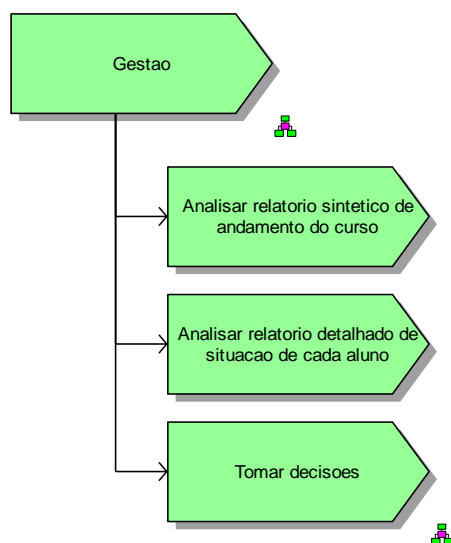 Gestao
Analisar relatorio sintetico de
andamento do curso
Analisar relatorio detalhado de
situacao de cada aluno
Tomar decisoes